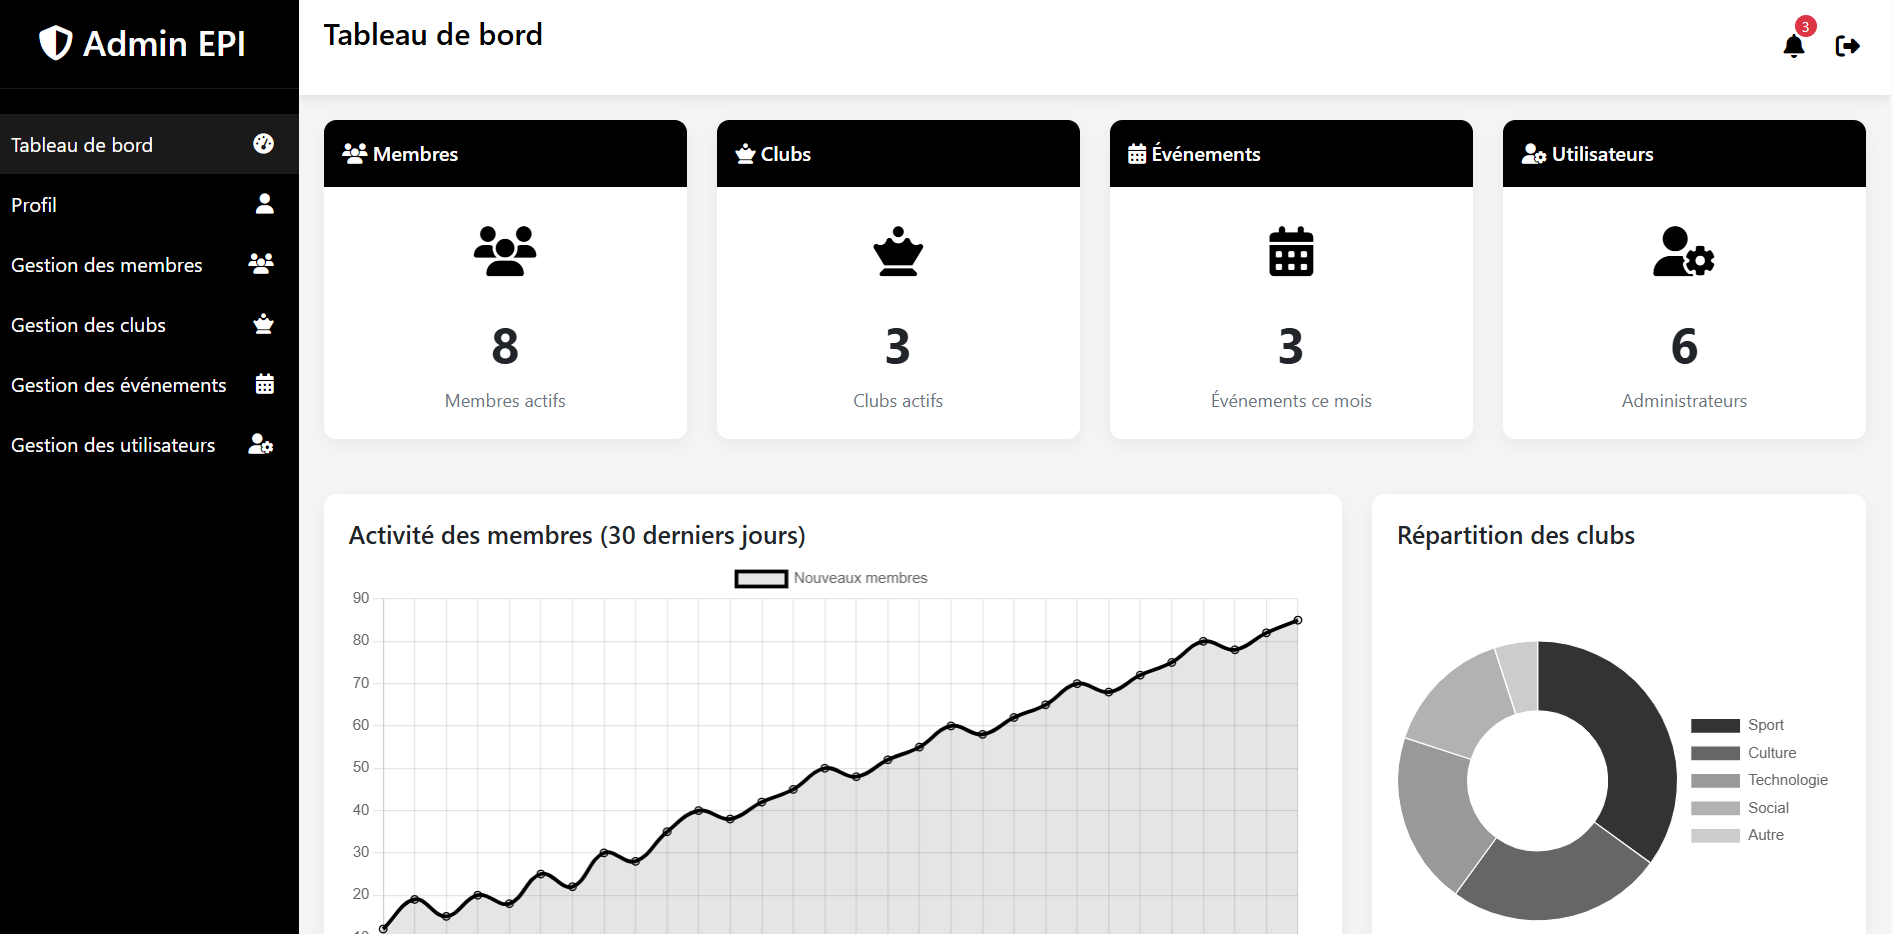 Admin EPI
Tableau de bord
Profil
Gestion des membres
Gestion des clubs
Gestion des événements
Gestion des utilisateurs
Tableau de bord
3
Membres
8
Membres actifs
Clubs
3
Clubs actifs
Événements
3
Événements ce mois
Utilisateurs
6
Administrateurs
Activité des membres (30 derniers jours)
Nouveaux membres
90
80
70
60
50
40
30
20
Répartition des clubs
Sport
Culture
Technologie
Social
Autre